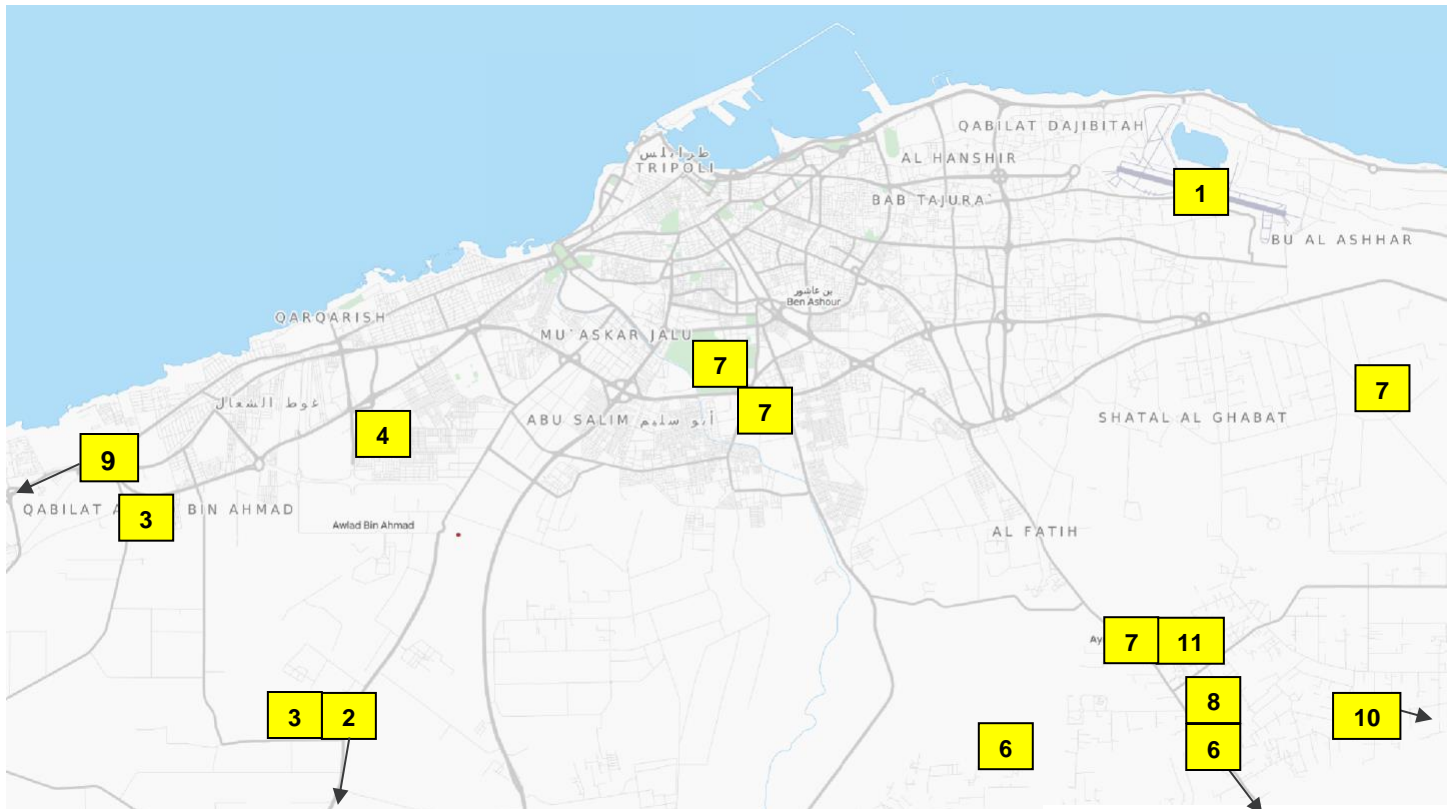 QABILAT DAJIBITAH
طرابلس
TRIPOLI
AL HANSHIR
1
BAB TAJURA`
BU AL ASHHAR
بن عاشور
Ben Ashour
QARQARISH
MU`ASKAR JALU
7
7
7
غوط الشعال
4
ABU SALIM أبو سليم
SHATAL AL GHABAT
9
3
QABILAT A
BIN AHMAD
Awlad Bin Ahmad
AL FATIH
Ay
7
11
3
2
8
10
6
6